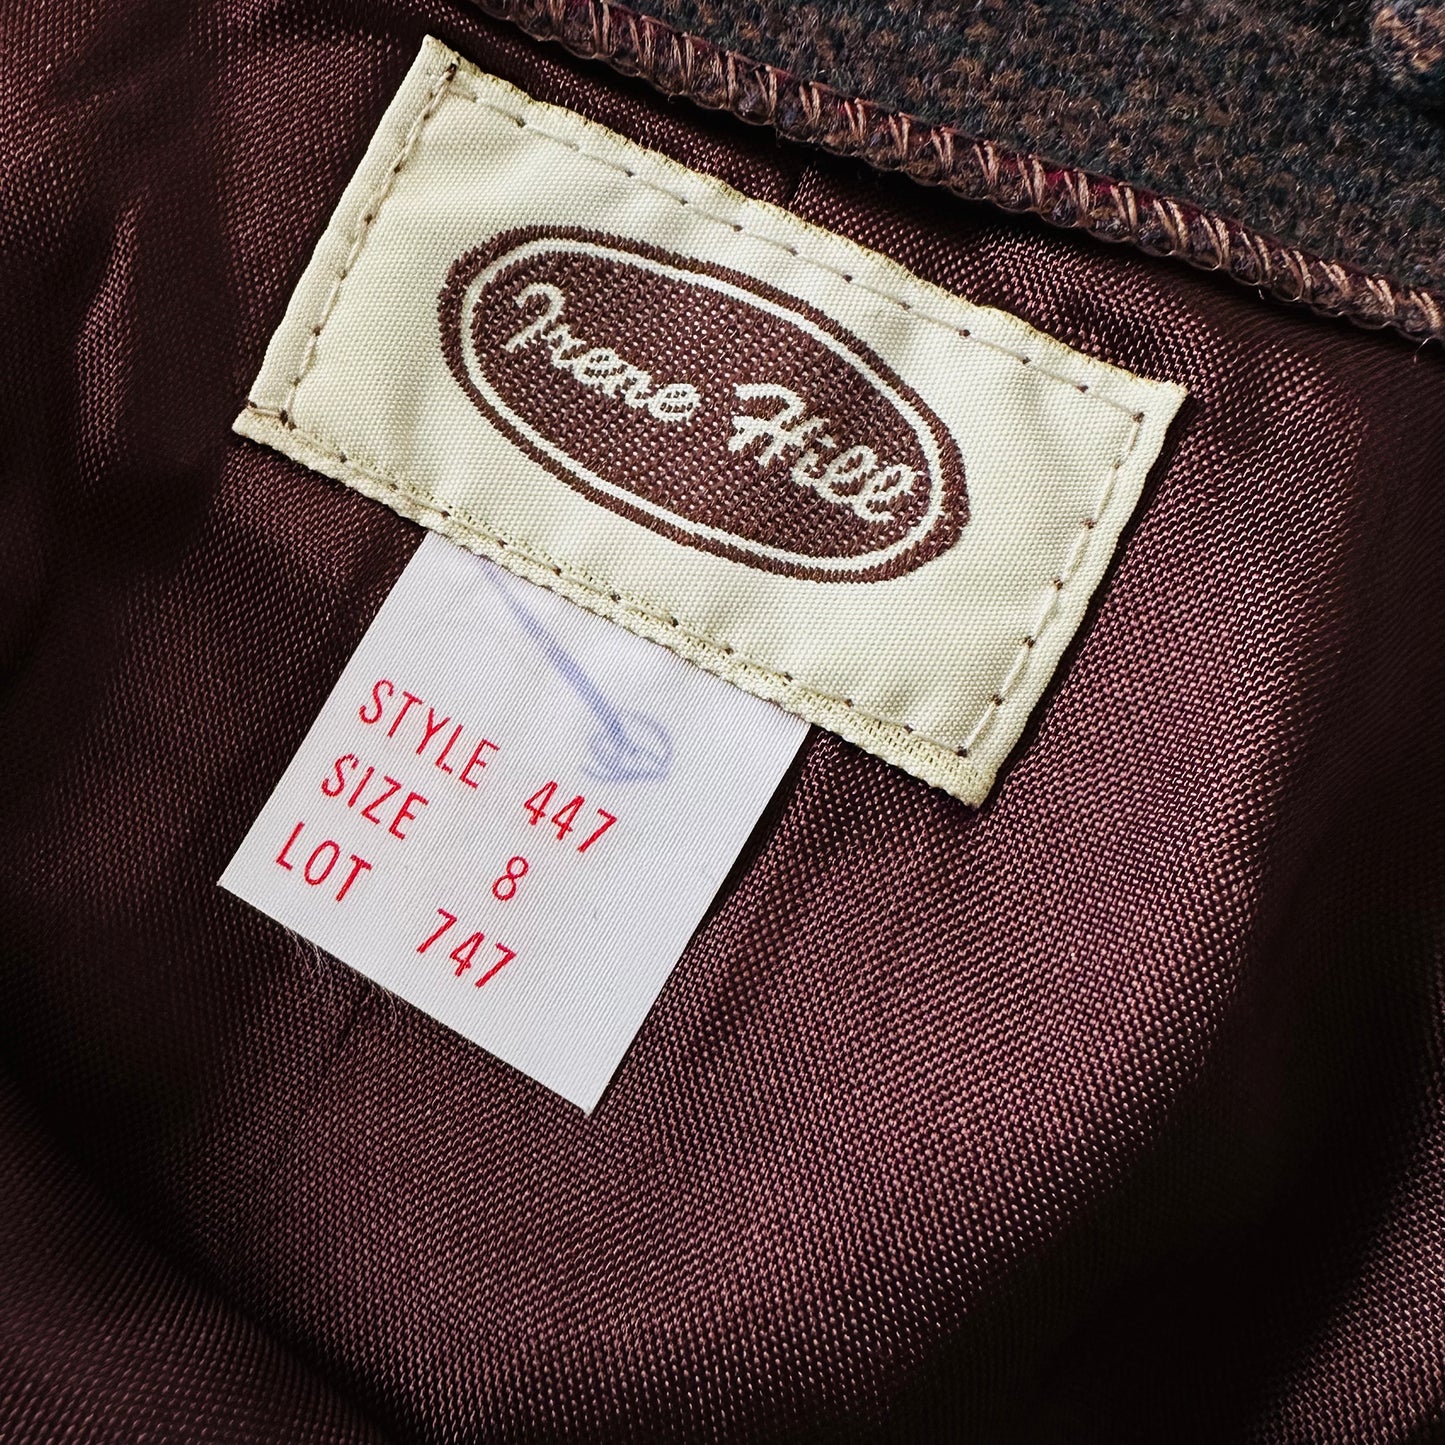 Irene Hill
STYLE 447
SIZE 8
LOT 747